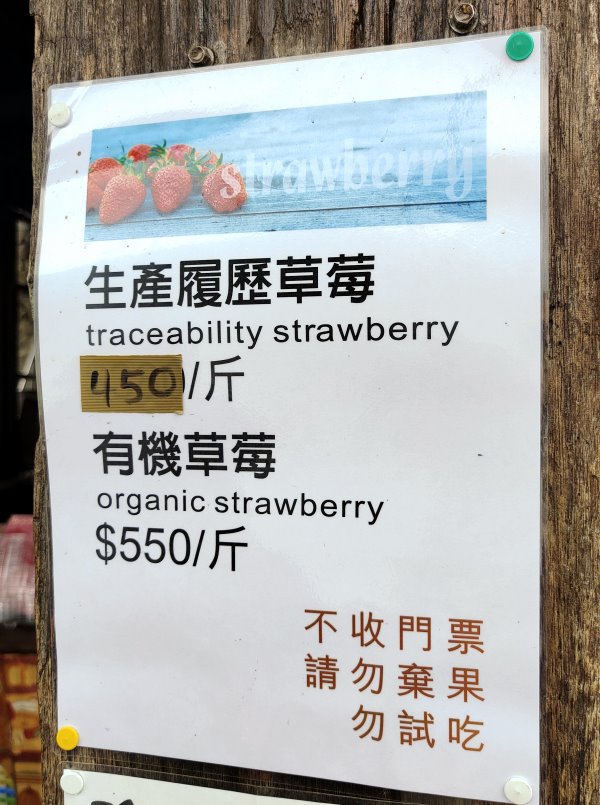 strawberry
生產履歷草莓
traceability strawberry
450/斤
有機草莓
organic strawberry
$550/斤
不收門票
請勿棄果
勿試吃